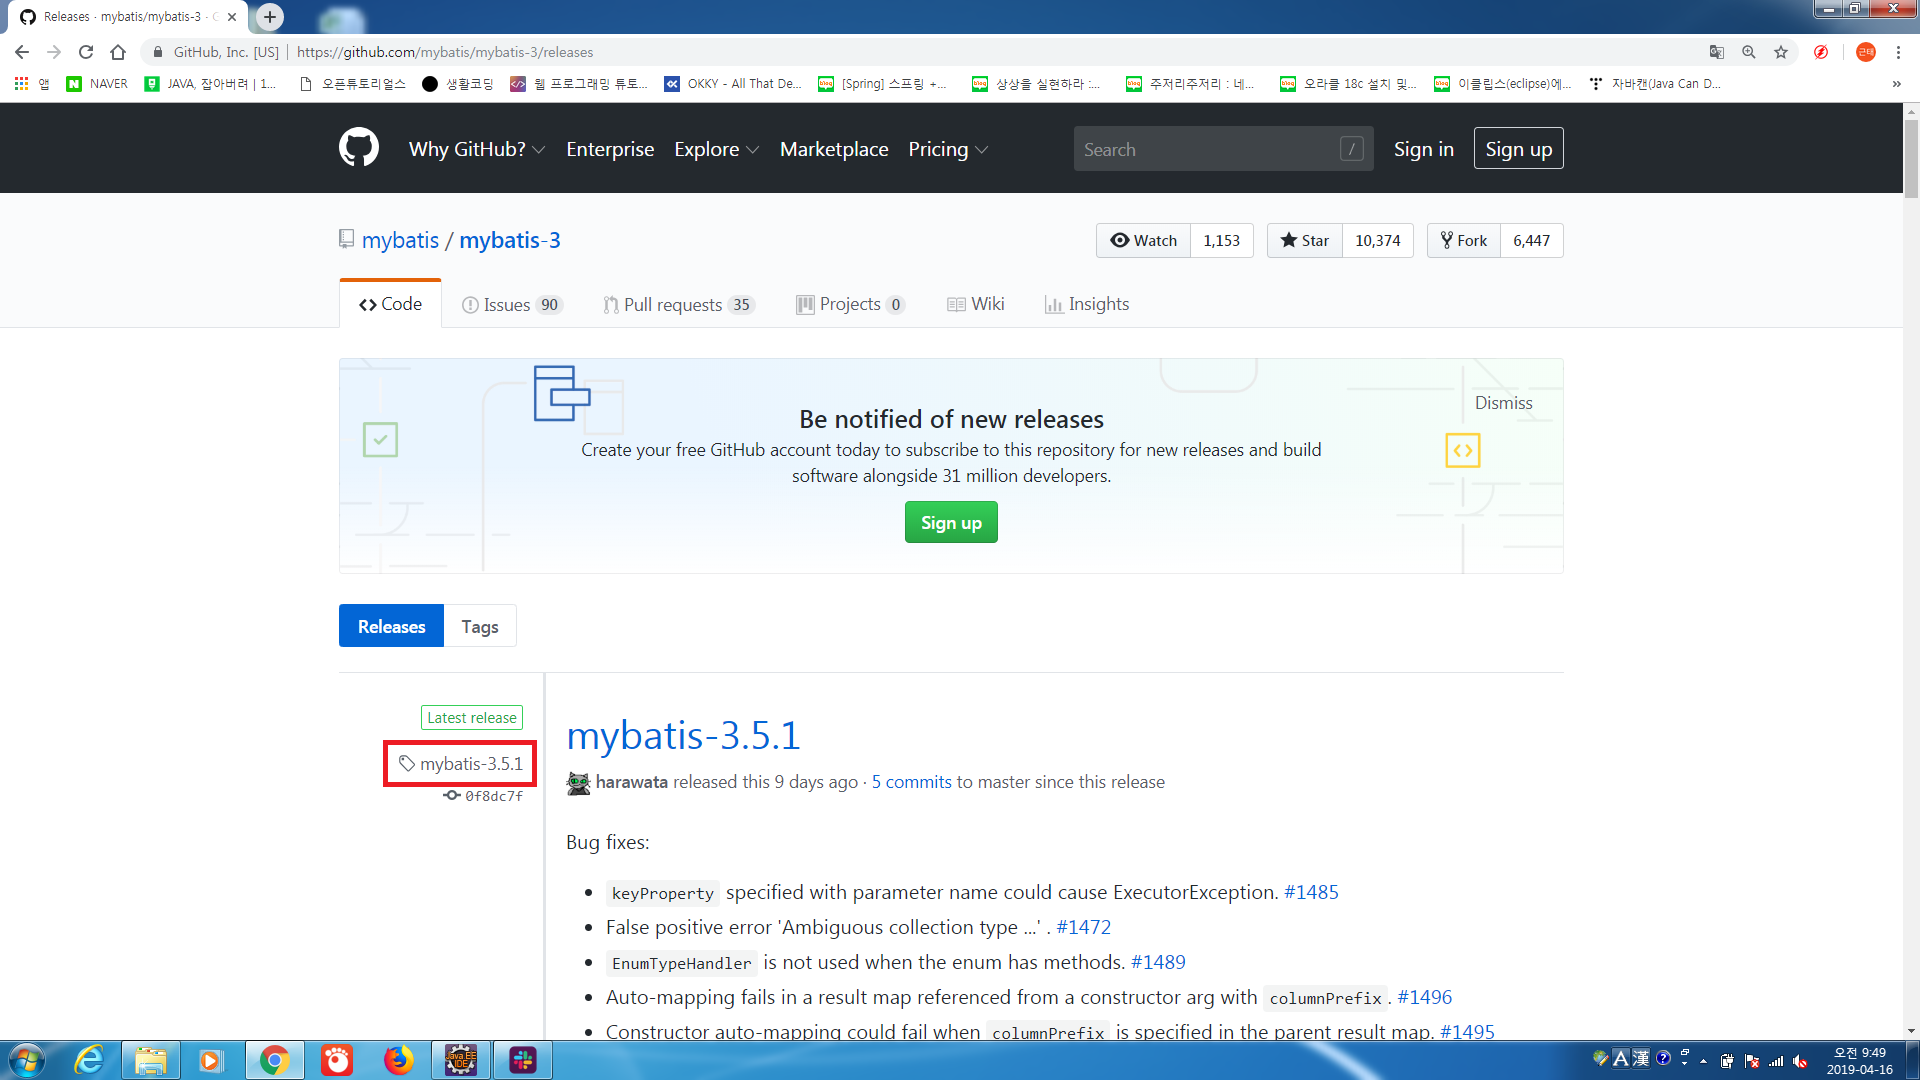 Releases · mybatis/mybatis-3 · G
GitHub, Inc. [US] https://github.com/mybatis/mybatis-3/releases
근태
앱 NAVER JAVA, 잡아버려 | 1... 오픈튜토리얼스 생활코딩 웹 프로그래밍 튜토... OKKY - All That De... [Spring] 스프링 +... 상상을 실현하라 :... 주저리주저리 : 네... 오라클 18c 설치 및... 이클립스(eclipse)에... 자바캔(Java Can D... »
Why GitHub? Enterprise Explore Marketplace Pricing Search / Sign in Sign up
mybatis / mybatis-3 Watch 1,153 Star 10,374 Fork 6,447
Code Issues 90 Pull requests 35 Projects 0 Wiki Insights
Dismiss
Be notified of new releases
Create your free GitHub account today to subscribe to this repository for new releases and build
software alongside 31 million developers.
Sign up
Releases Tags
Latest release
mybatis-3.5.1
0f8dc7f
mybatis-3.5.1
harawata released this 9 days ago · 5 commits to master since this release
Bug fixes:
• keyProperty specified with parameter name could cause ExecutorException. #1485
• False positive error 'Ambiguous collection type ...' . #1472
• EnumTypeHandler is not used when the enum has methods. #1489
• Auto-mapping fails in a result map referenced from a constructor arg with columnPrefix . #1496
• Constructor auto-mapping could fail when columnPrefix is specified in the parent result map. #1495
Java EE
IDE
A 漢
오전 9:49
2019-04-16